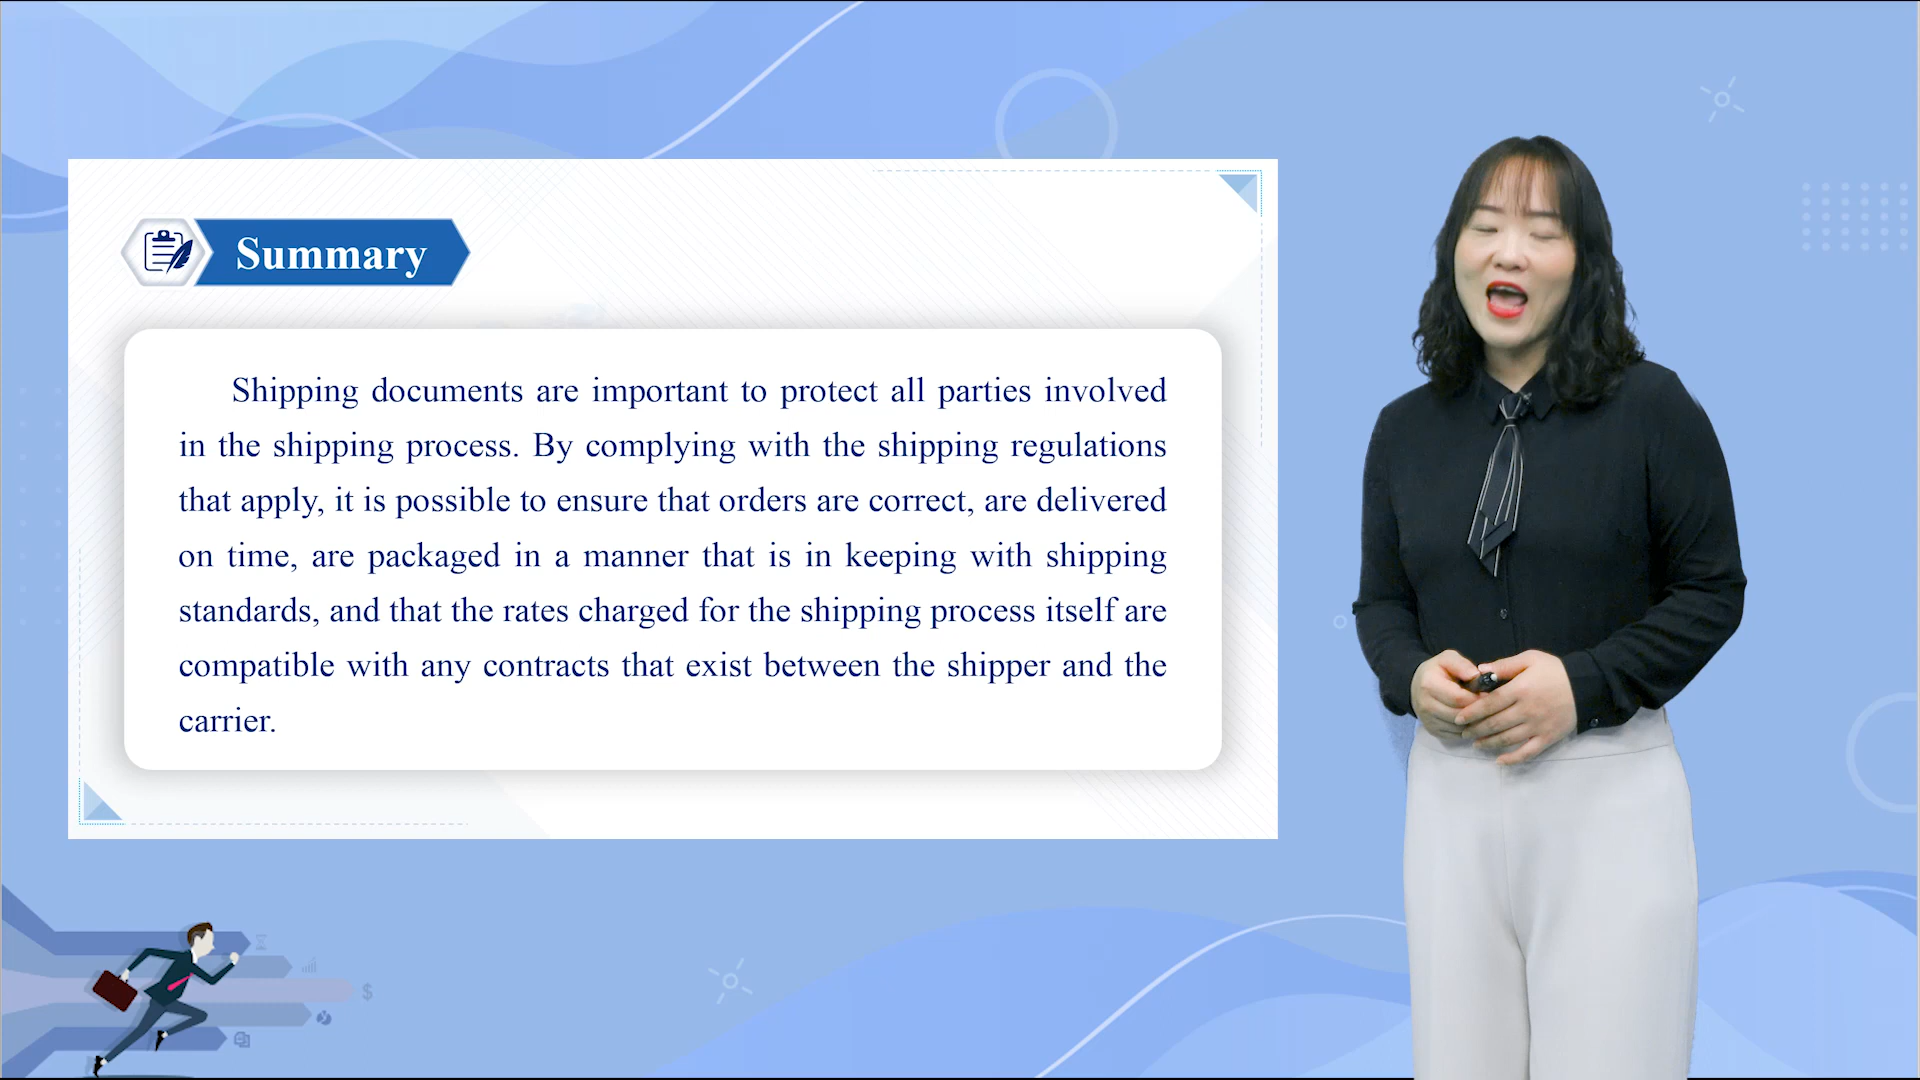 Summary
Shipping documents are important to protect all parties involved
in the shipping process. By complying with the shipping regulations
that apply, it is possible to ensure that orders are correct, are delivered
on time, are packaged in a manner that is in keeping with shipping
standards, and that the rates charged for the shipping process itself are
compatible with any contracts that exist between the shipper and the
carrier.
$